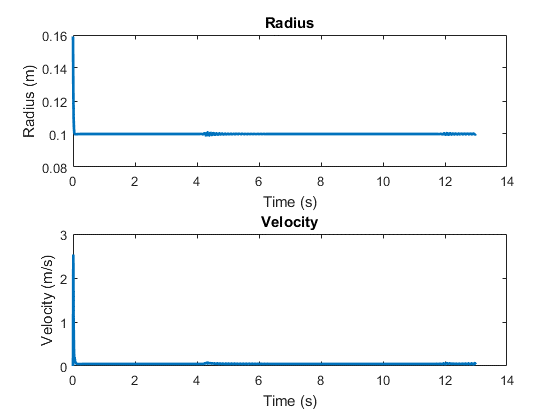 Radius
0.16
0.14
0.12
0.1
0.08
Radius (m)
0 2 4 6 8 10 12 14
Time (s)
Velocity
3
2
1
0
Velocity (m/s)
0 2 4 6 8 10 12 14
Time (s)